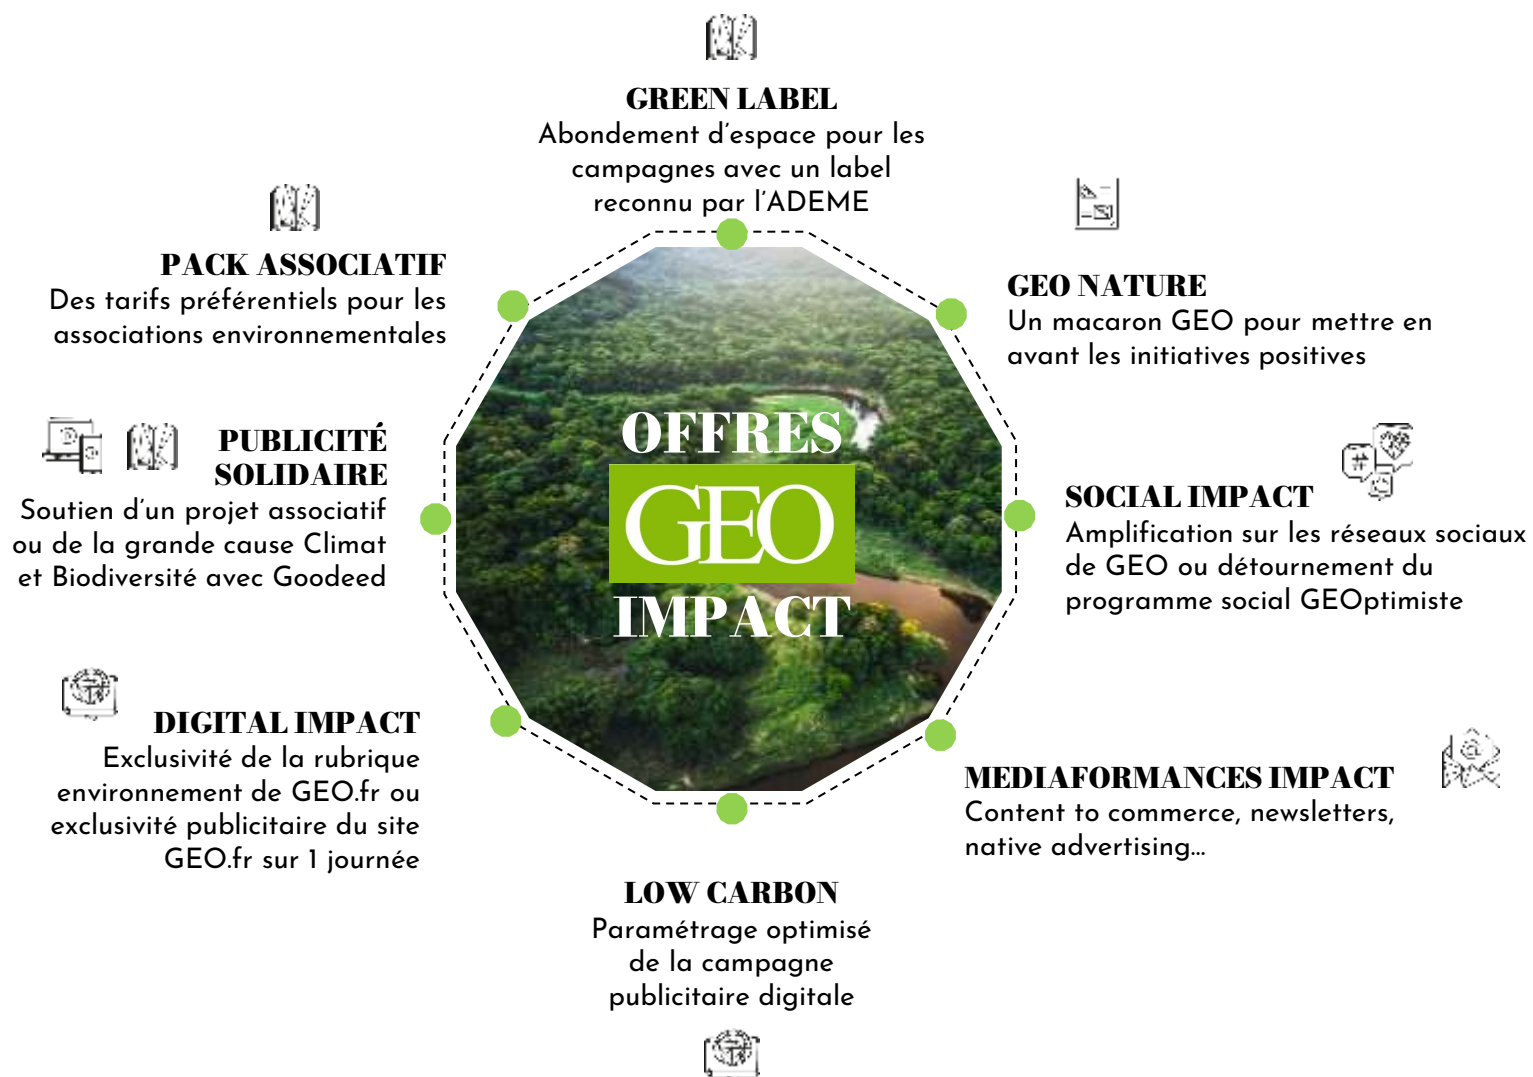 GREEN LABEL
Abondement d’espace pour les
campagnes avec un label
reconnu par l’ADEME
PACK ASSOCIATIF
Des tarifs préférentiels pour les
associations environnementales
GEO NATURE
Un macaron GEO pour mettre en
avant les initiatives positives
OFFRES
GEO
IMPACT
PUBLICITÉ
SOLIDAIRE
Soutien d’un projet associatif
ou de la grande cause Climat
et Biodiversité avec Goodeed
SOCIAL IMPACT
Amplification sur les réseaux sociaux
de GEO ou détournement du
programme social GEOptimiste
DIGITAL IMPACT
Exclusivité de la rubrique
environnement de GEO.fr ou
exclusivité publicitaire du site
GEO.fr sur 1 journée
MEDIAFORMANCES IMPACT
Content to commerce, newsletters,
native advertising...
LOW CARBON
Paramétrage optimisé
de la campagne
publicitaire digitale